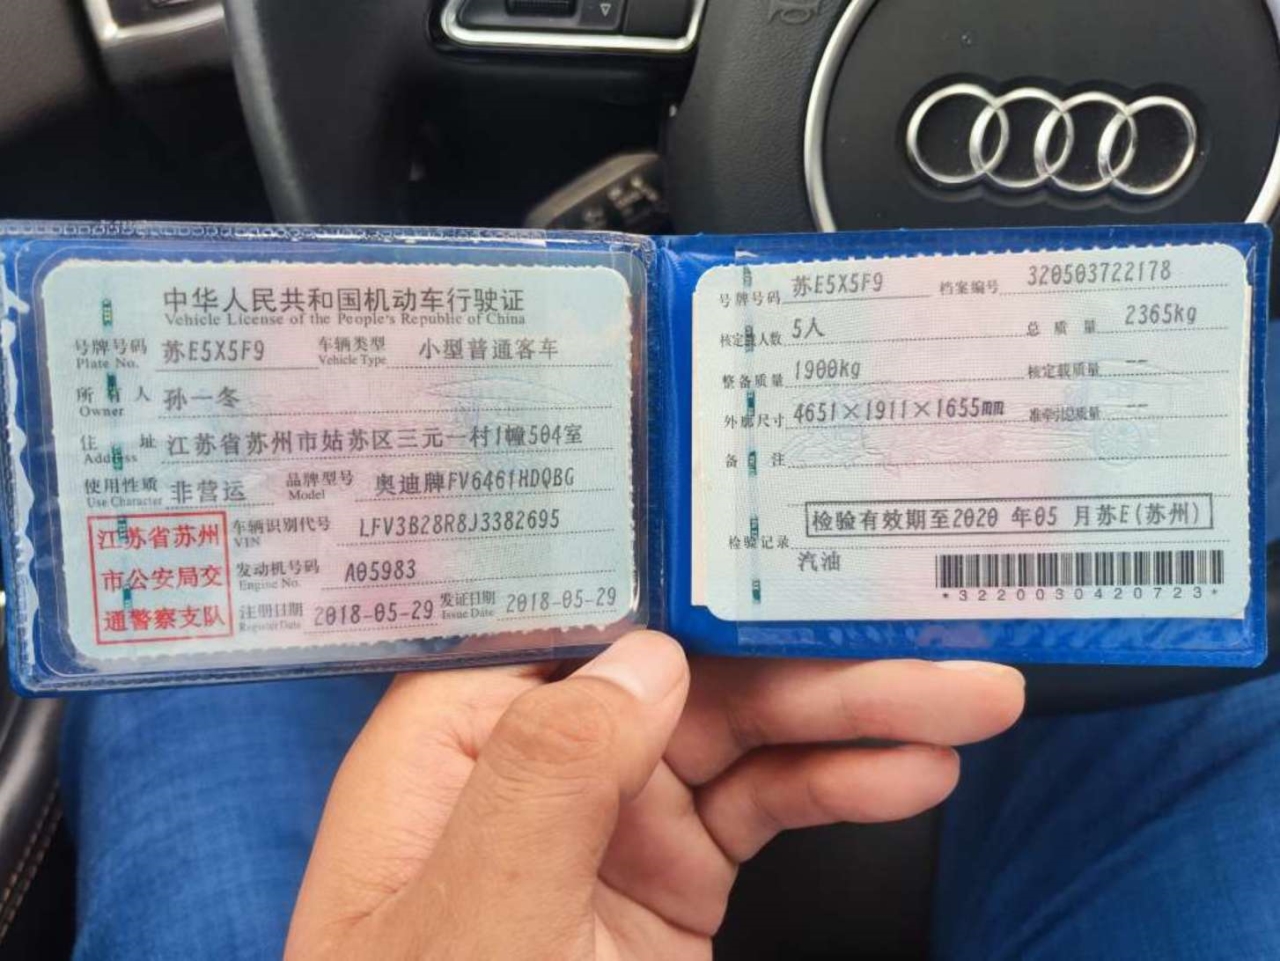 中华人民共和国机动车行驶证
Vehicle License of the People's Republic of China
号牌号码 苏E5X5F9 车辆类型 小型普通客车
Plate No. Vehicle Type
所有人 孙一冬
Owner
住址 江苏省苏州市姑苏区三元一村1幢504室
Address
使用性质 非营运 品牌型号 奥迪牌FV6461HDQBG
Use Character Model
江苏省苏州
市公安局交
通警察支队
车辆识别代号 LFV3B28R8J3382695
VIN
发动机号码 A05983
Engine No.
注册日期 2018-05-29 发证日期 2018-05-29
Register Date Issue Date
号牌号码 苏E5X5F9 档案编号 320503722178
核定载人数 5人 总质量 2365kg
整备质量 1900kg 核定载质量 --
外廓尺寸 4651×1911×1655mm 准牵引总质量 --
备注
检验有效期至2020 年05 月苏E(苏州)
检验记录
汽油
*3220030420723*